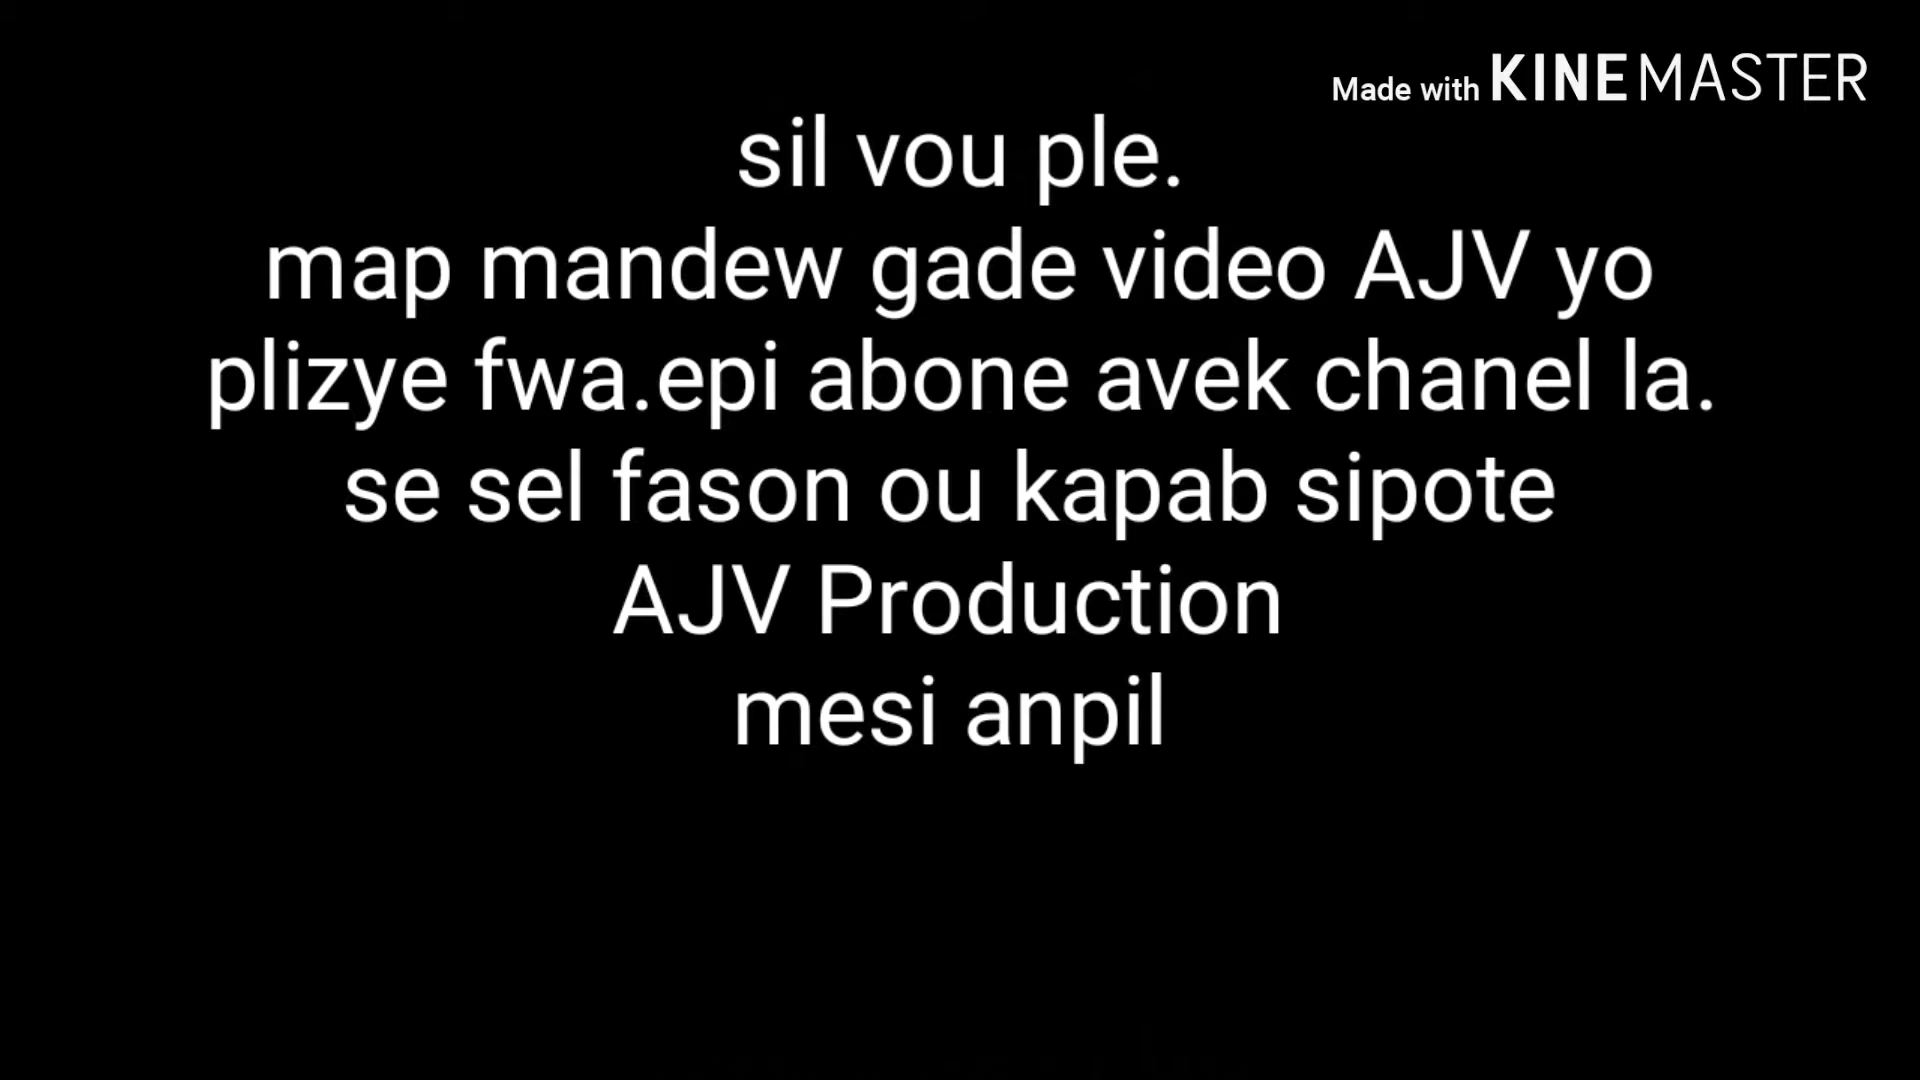 Made with KINEMASTER
sil vou ple.
map mandew gade video AJV yo
plizye fwa.epi abone avek chanel la.
se sel fason ou kapab sipote
AJV Production
mesi anpil